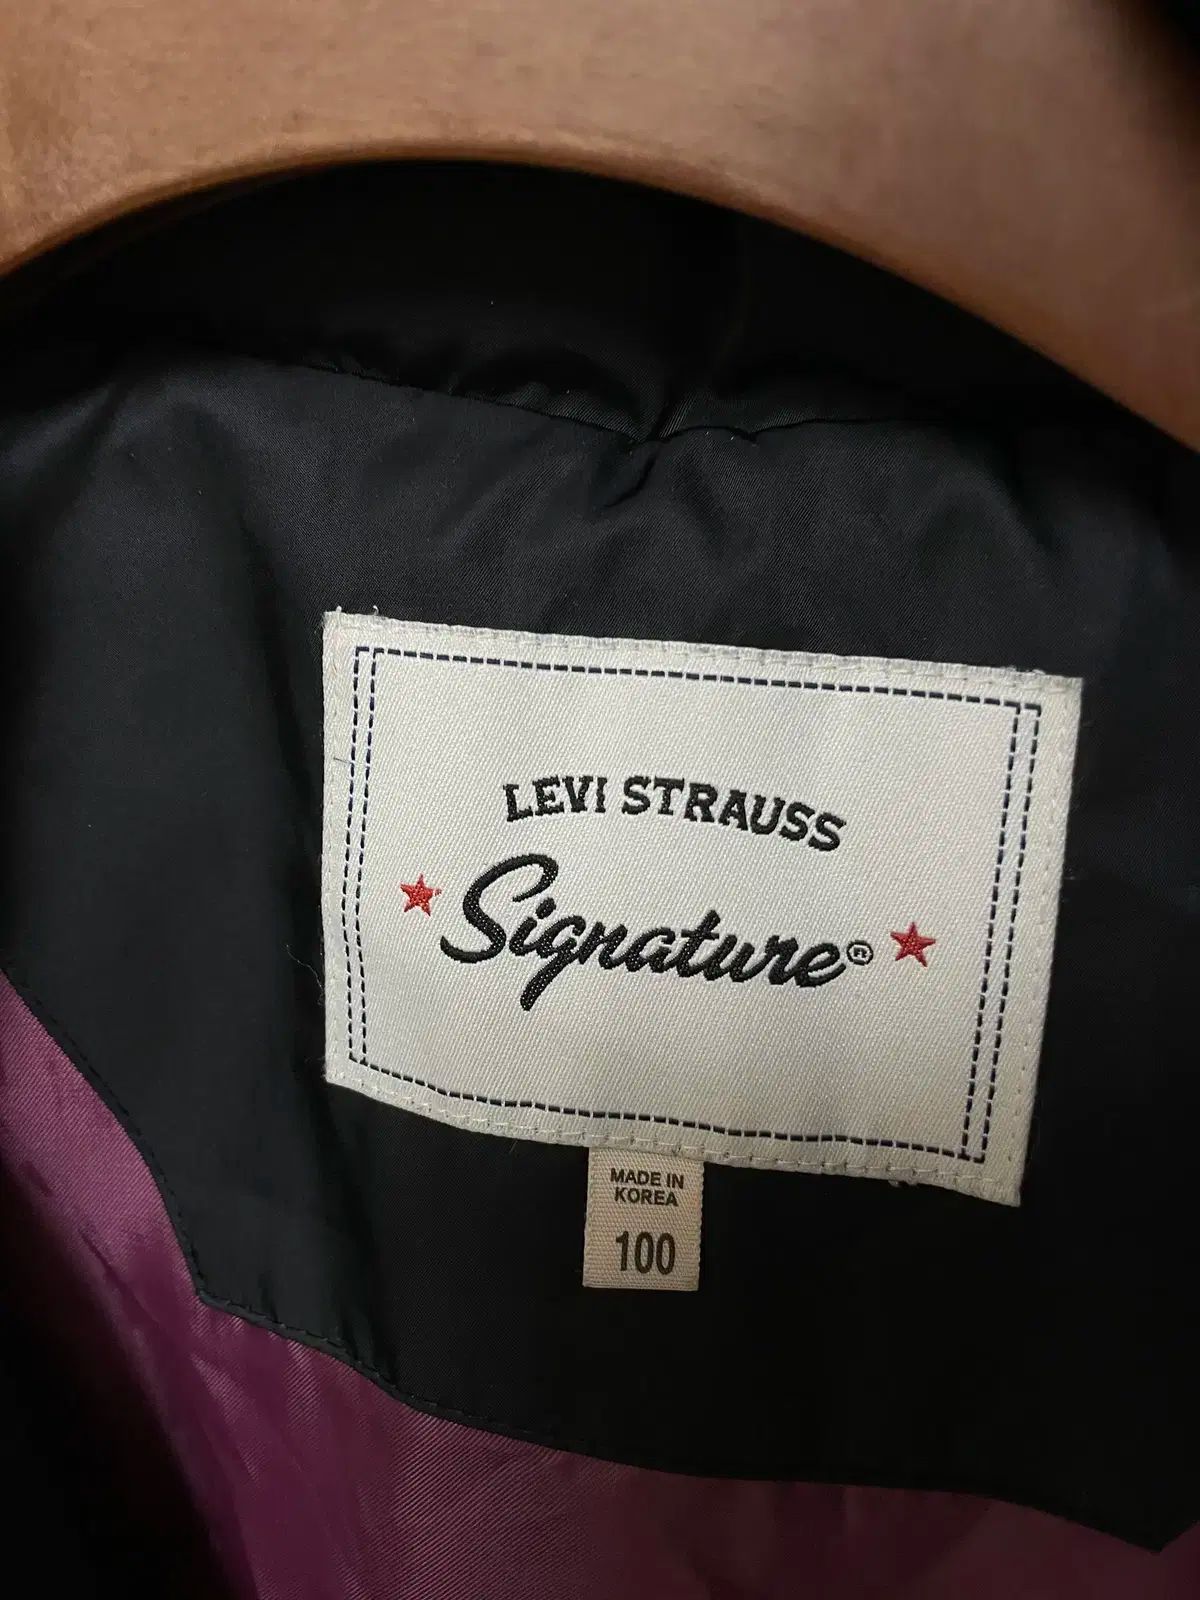 LEVI STRAUSS
Signature®
MADE IN
KOREA
100